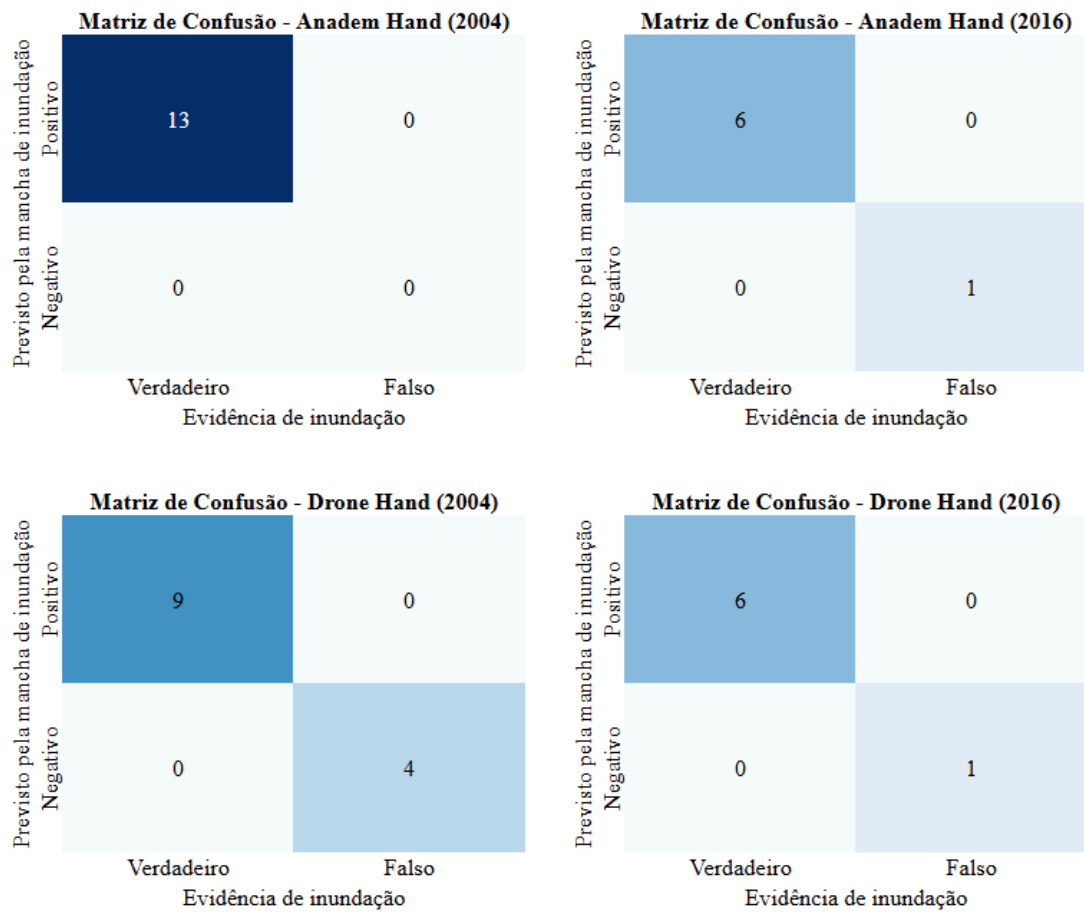 Matriz de Confusão - Anadem Hand (2004)
Previsto pela mancha de inundação
Positivo
Negativo
13
0
0
0
Verdadeiro
Falso
Evidência de inundação
Matriz de Confusão - Anadem Hand (2016)
Previsto pela mancha de inundação
Positivo
Negativo
6
0
0
1
Verdadeiro
Falso
Evidência de inundação
Matriz de Confusão - Drone Hand (2004)
Previsto pela mancha de inundação
Positivo
Negativo
9
0
0
4
Verdadeiro
Falso
Evidência de inundação
Matriz de Confusão - Drone Hand (2016)
Previsto pela mancha de inundação
Positivo
Negativo
6
0
0
1
Verdadeiro
Falso
Evidência de inundação